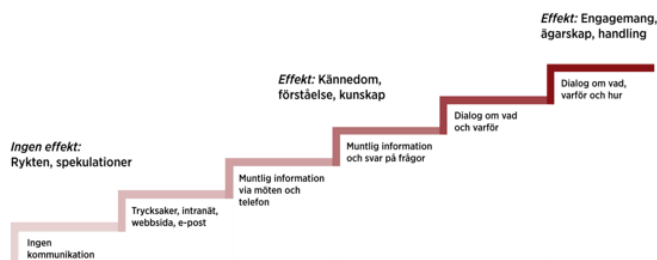 Effekt: Engagemang,
ägarskap, handling
Effekt: Kännedom,
förståelse, kunskap
Ingen effekt:
Rykten, spekulationer
Dialog om vad,
varför och hur
Dialog om vad
och varför
Muntlig information
och svar på frågor
Muntlig information
via möten och
telefon
Trycksaker, intranät,
webbsida, e-post
Ingen
kommunikation